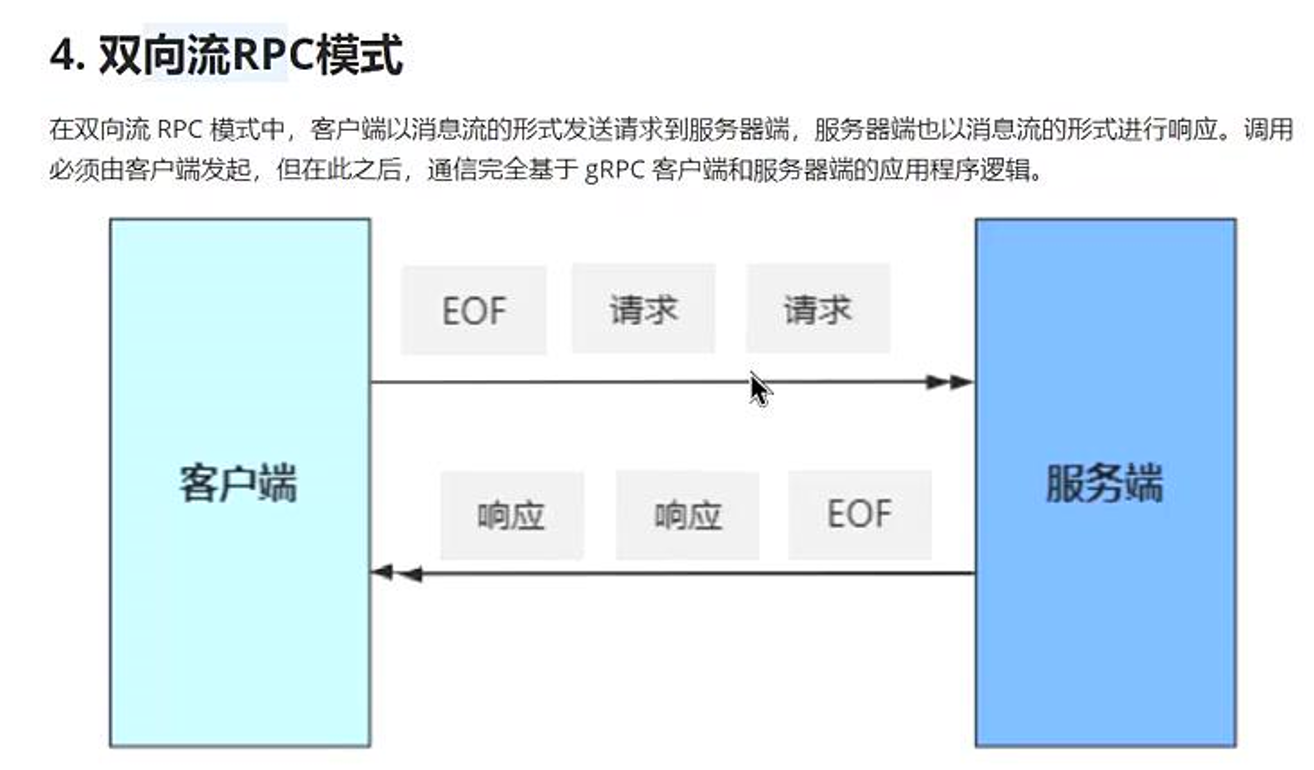 4. 双向流RPC模式
在双向流 RPC 模式中，客户端以消息流的形式发送请求到服务器端，服务器端也以消息流的形式进行响应。调用
必须由客户端发起，但在此之后，通信完全基于 gRPC 客户端和服务器端的应用程序逻辑。
EOF 请求 请求
客户端 服务端
响应 响应 EOF